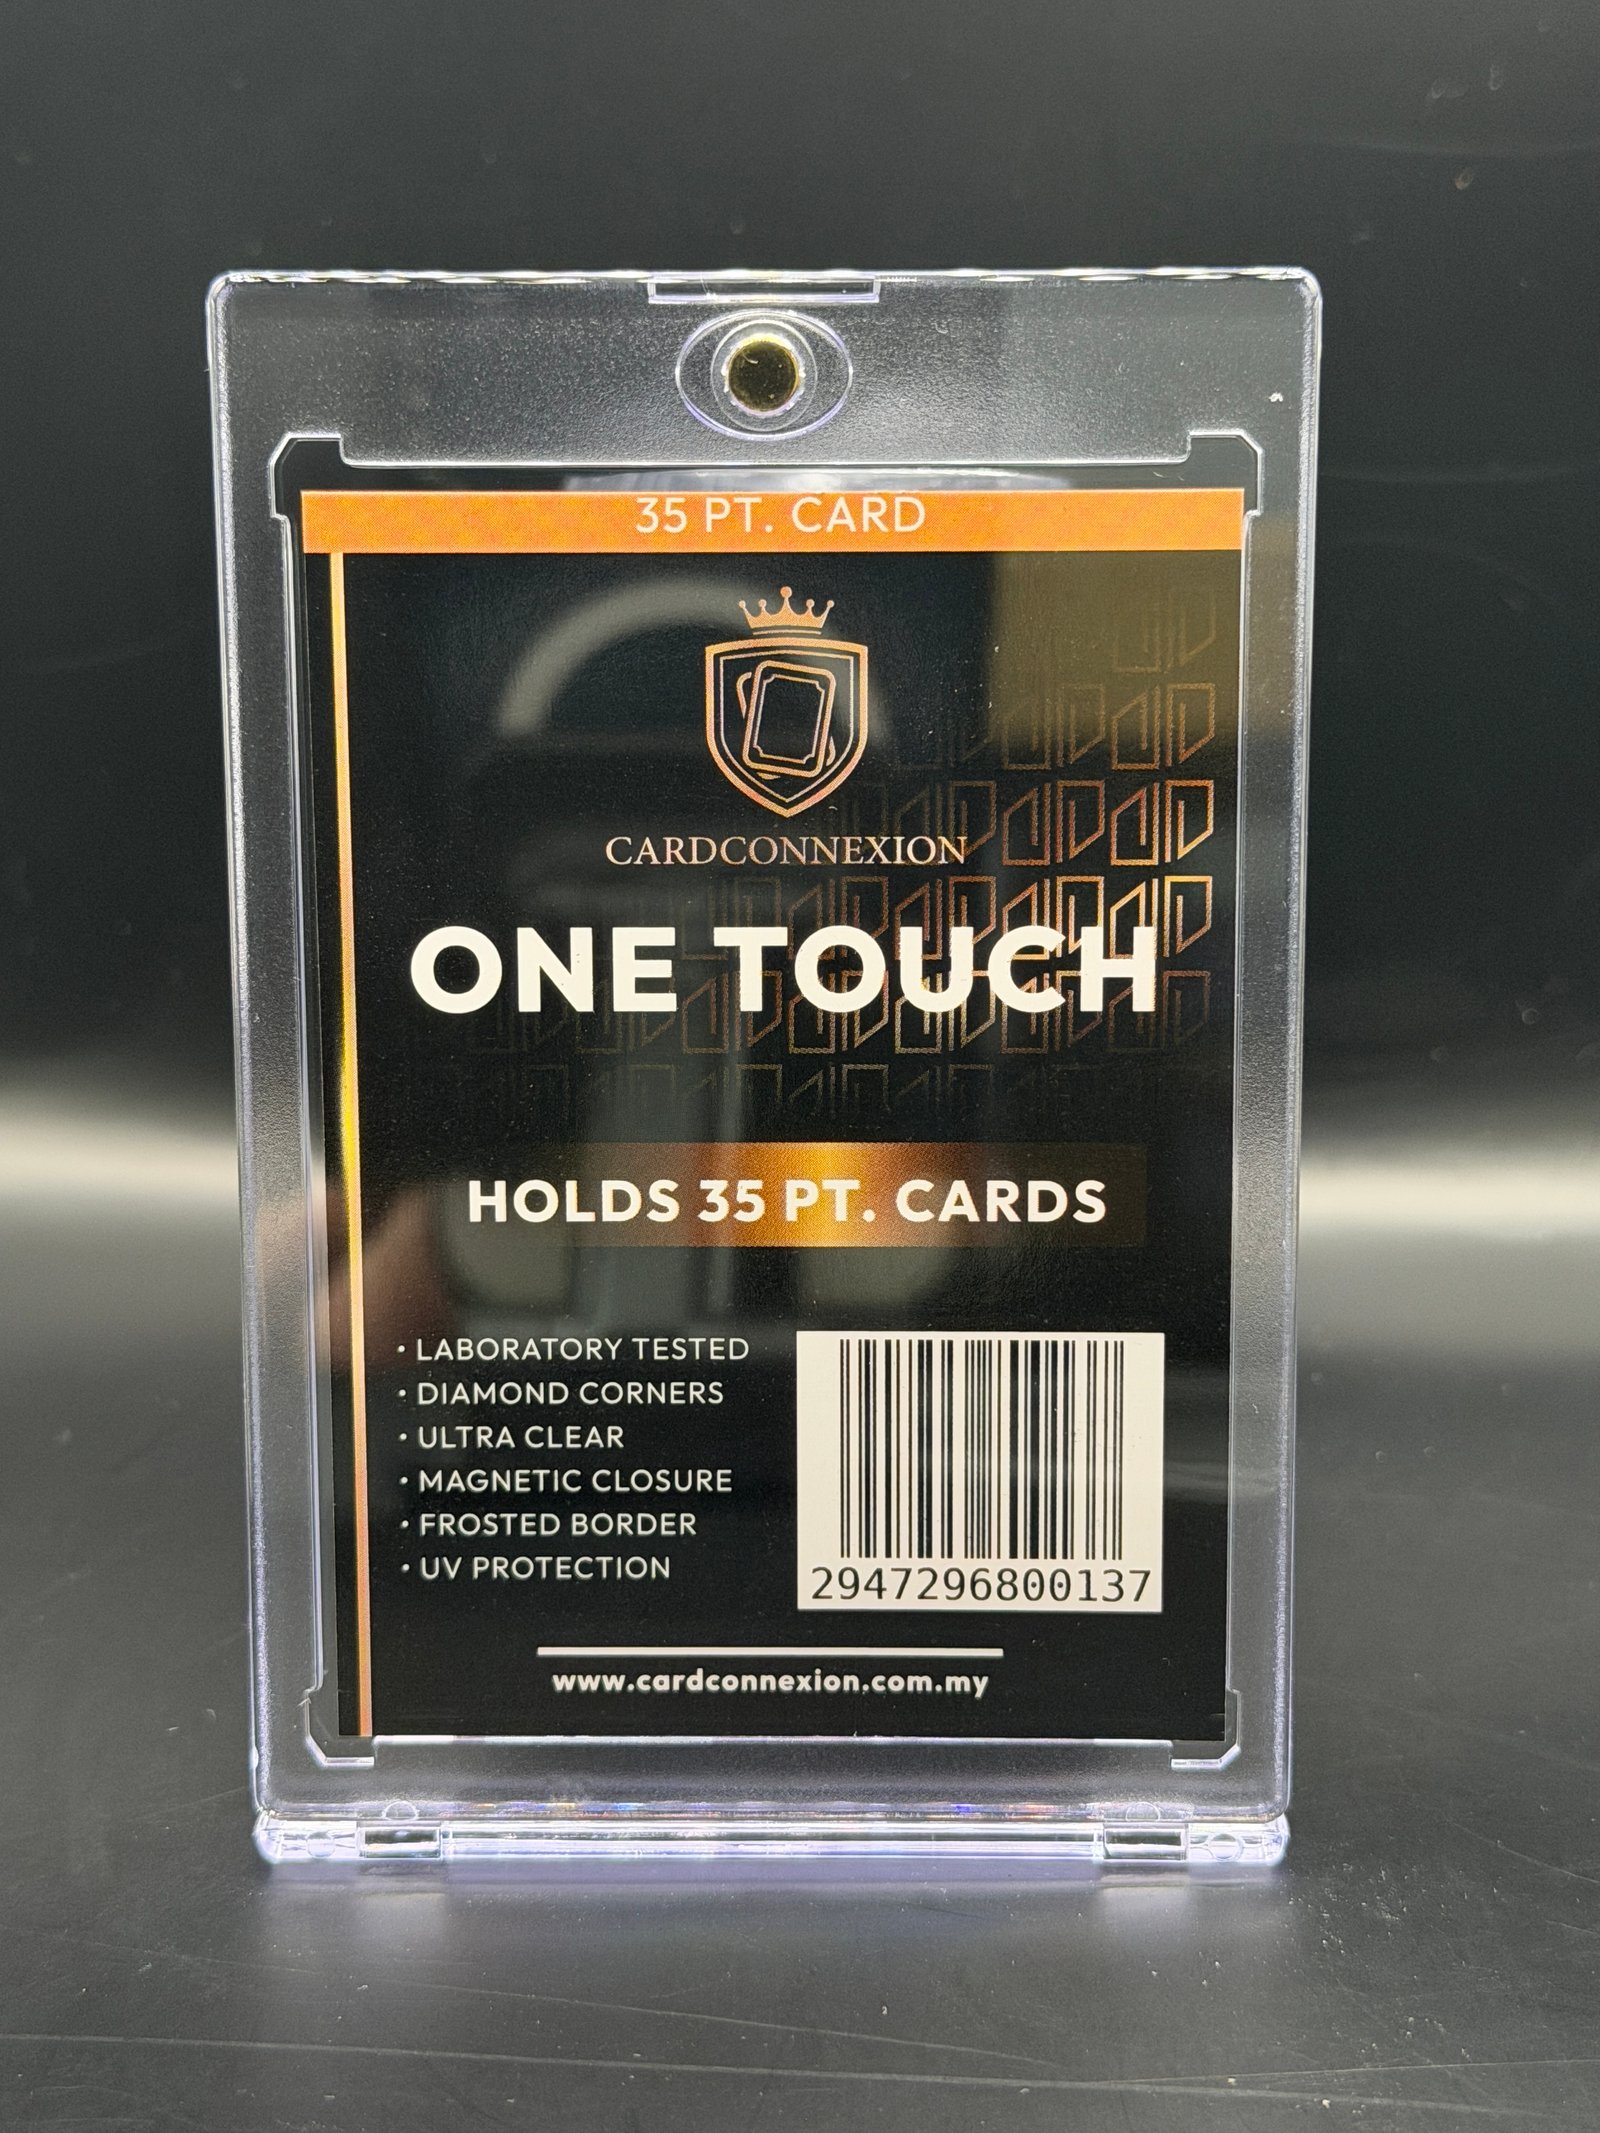 35 PT. CARD
CARDCONNEXION
ONE TOUCH
HOLDS 35 PT. CARDS
• LABORATORY TESTED
• DIAMOND CORNERS
• ULTRA CLEAR
• MAGNETIC CLOSURE
• FROSTED BORDER
• UV PROTECTION
2947296800137
www.cardconnexion.com.my